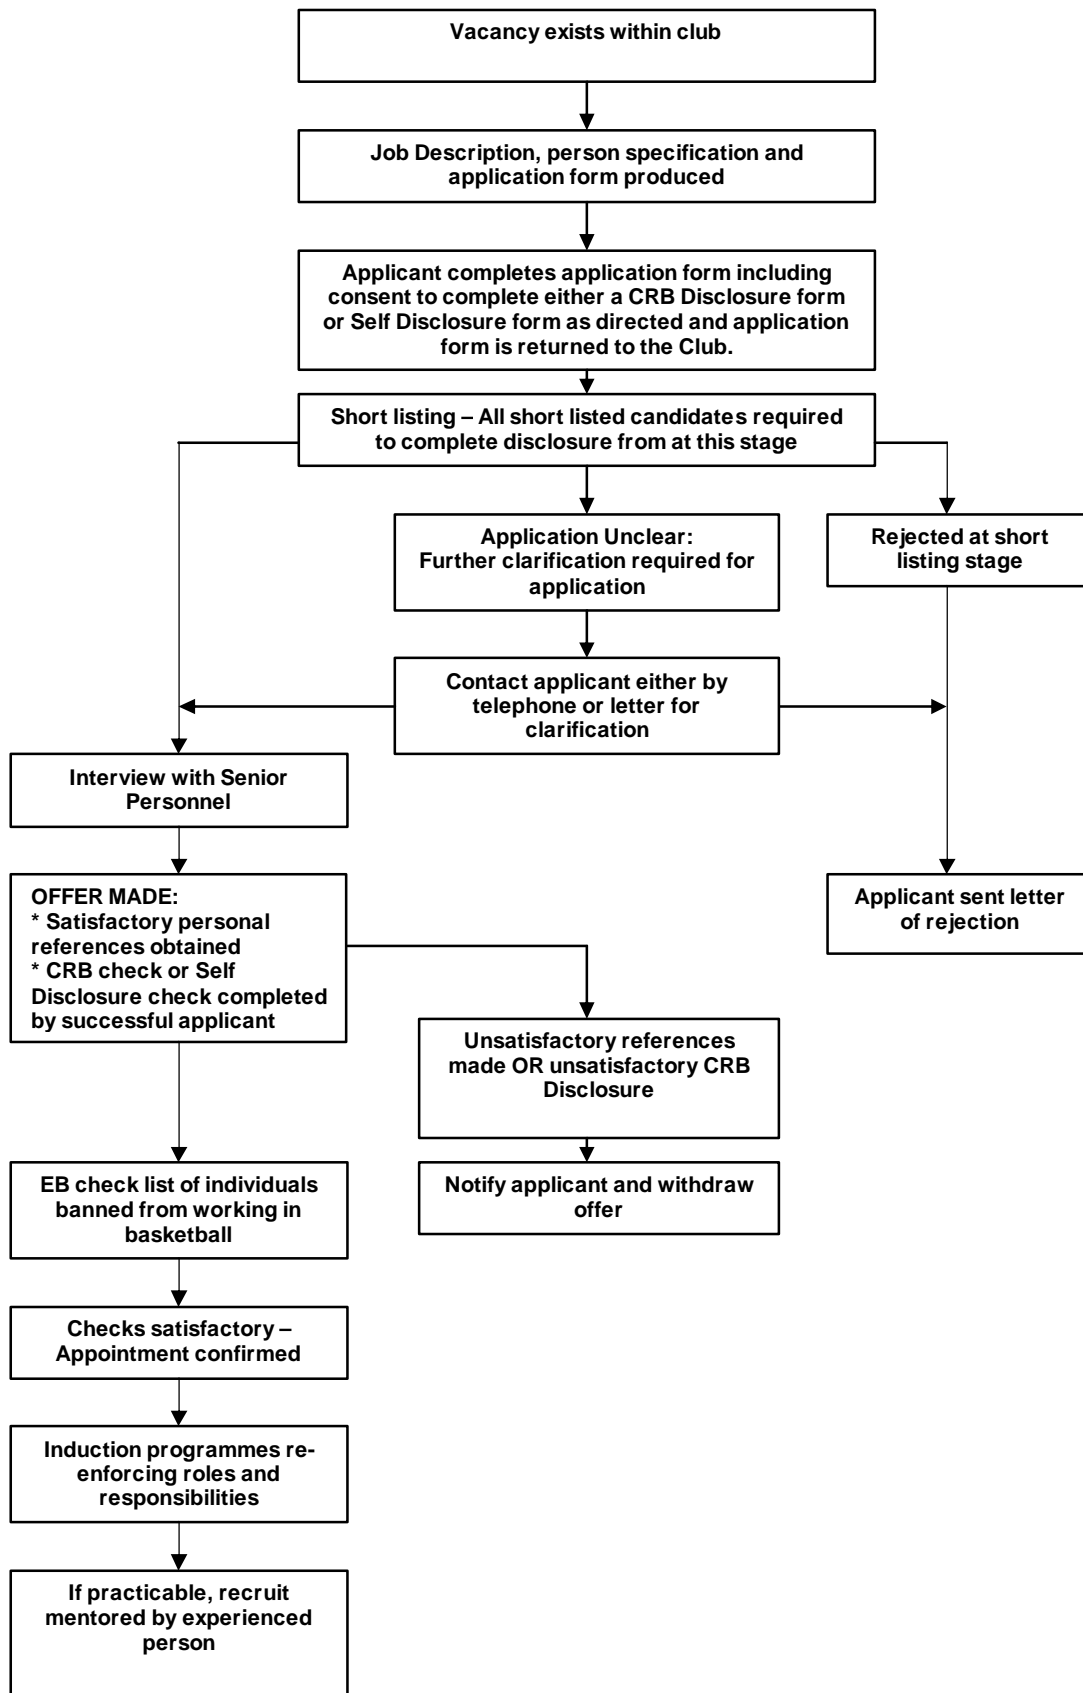 Vacancy exists within club
Job Description, person specification and
application form produced
Applicant completes application form including
consent to complete either a CRB Disclosure form
or Self Disclosure form as directed and application
form is returned to the Club.
Short listing – All short listed candidates required
to complete disclosure from at this stage
Application Unclear:
Further clarification required for
application
Rejected at short
listing stage
Contact applicant either by
telephone or letter for
clarification
Interview with Senior
Personnel
OFFER MADE:
* Satisfactory personal
references obtained
* CRB check or Self
Disclosure check completed
by successful applicant
Applicant sent letter
of rejection
Unsatisfactory references
made OR unsatisfactory CRB
Disclosure
EB check list of individuals
banned from working in
basketball
Notify applicant and withdraw
offer
Checks satisfactory –
Appointment confirmed
Induction programmes re-
enforcing roles and
responsibilities
If practicable, recruit
mentored by experienced
person